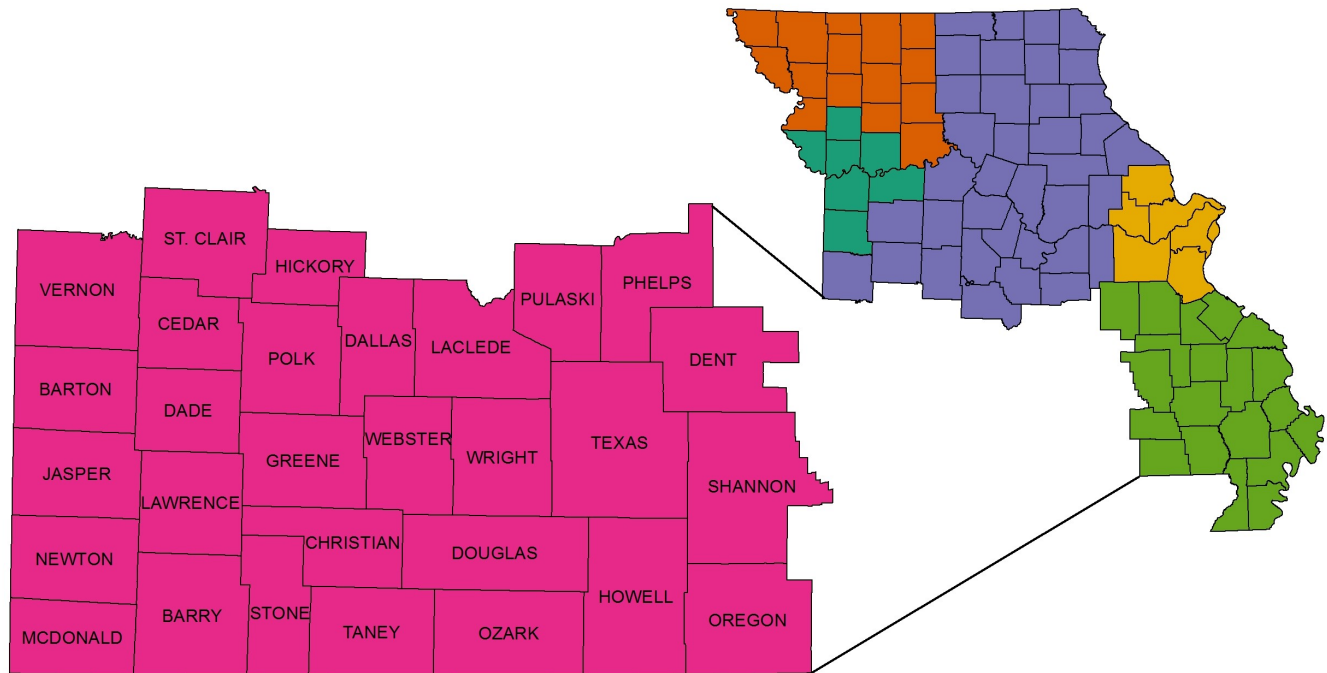 ST. CLAIR
HICKORY
VERNON
PULASKI
PHELPS
CEDAR
DALLAS
LACLEDE
POLK
DENT
BARTON
DADE
WEBSTER
TEXAS
WRIGHT
GREENE
JASPER
SHANNON
LAWRENCE
CHRISTIAN
DOUGLAS
NEWTON
HOWELL
BARRY
STONE
OREGON
TANEY
OZARK
MCDONALD